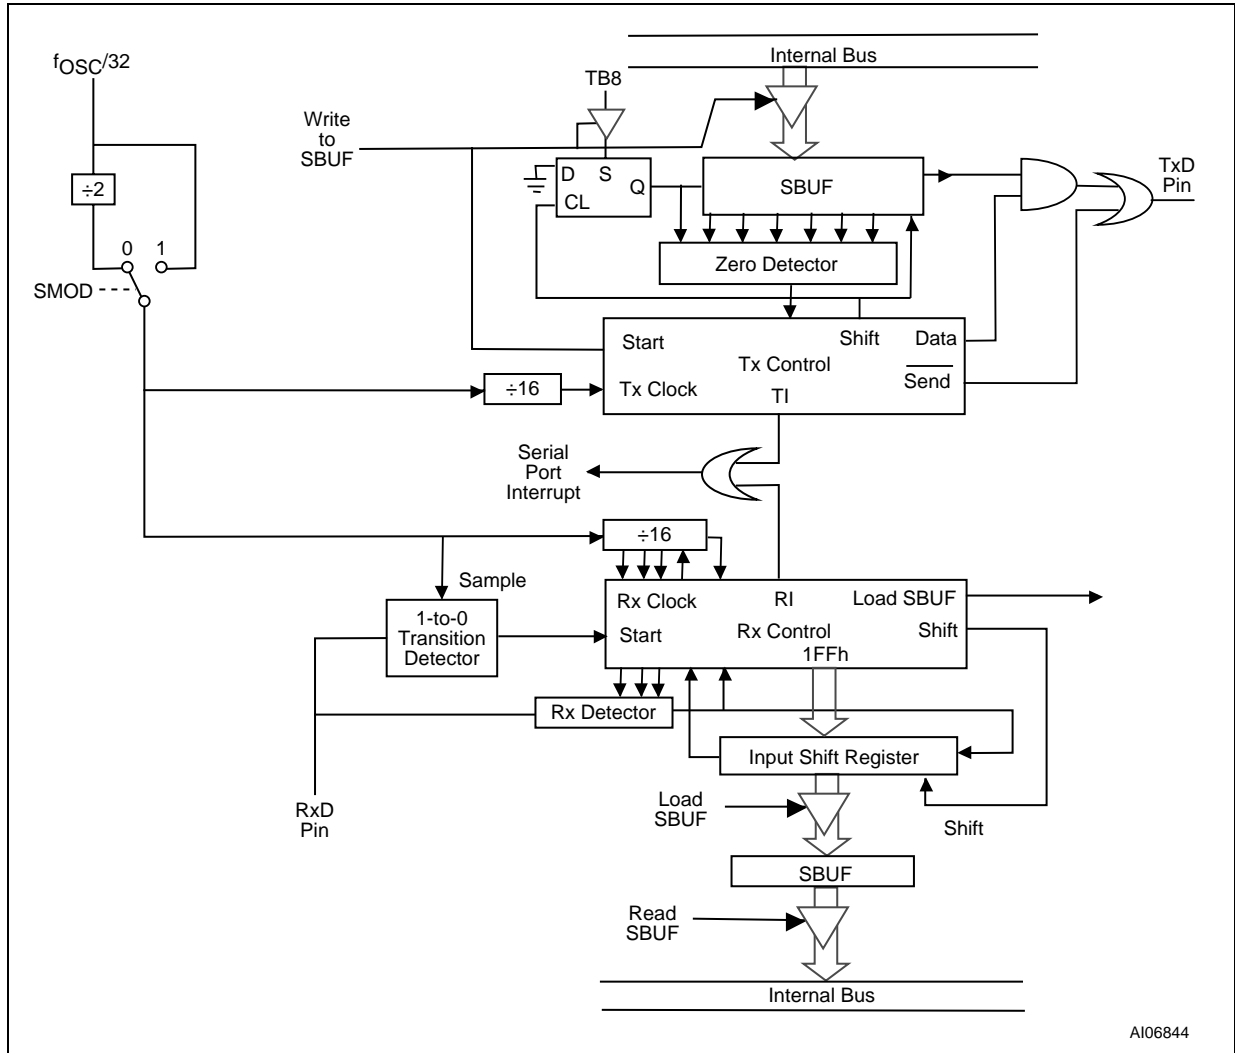 Internal Bus
fOSC/32
TB8
Write
to
SBUF
÷2
D S
Q
CL
SBUF
TxD
Pin
0 1
SMOD
Zero Detector
Start
Shift
Data
Tx Control
Send
Tx Clock
TI
÷16
Serial
Port
Interrupt
÷16
Sample
Rx Clock
RI
Load SBUF
1-to-0
Transition
Detector
Start
Rx Control
Shift
1FFh
Rx Detector
Input Shift Register
RxD
Pin
Load
SBUF
Shift
SBUF
Read
SBUF
Internal Bus
AI06844